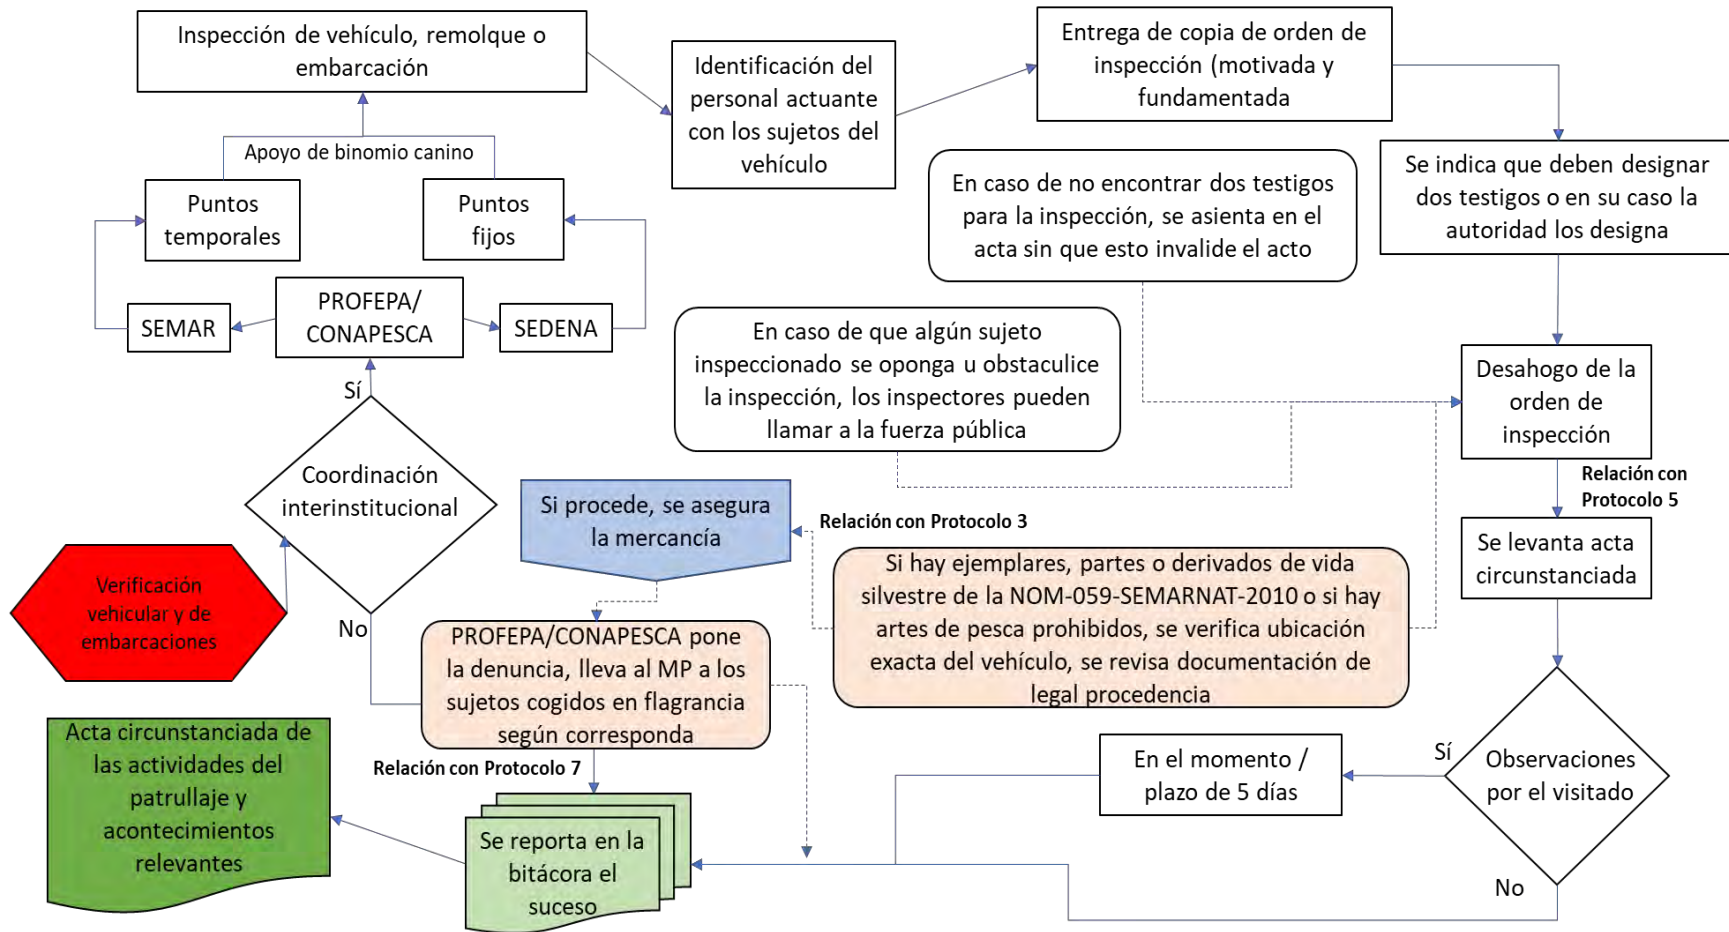 Inspección de vehículo, remolque o
embarcación
Identificación del
personal actuante
con los sujetos del
vehículo
Entrega de copia de orden de
inspección (motivada y
fundamentada
Apoyo de binomio canino
Puntos
temporales
Puntos
fijos
En caso de no encontrar dos testigos
para la inspección, se asienta en el
acta sin que esto invalide el acto
Se indica que deben designar
dos testigos o en su caso la
autoridad los designa
SEMAR
PROFEPA/
CONAPESCA
SEDENA
En caso de que algún sujeto
inspeccionado se oponga u obstaculice
la inspección, los inspectores pueden
llamar a la fuerza pública
Desahogo de la
orden de
inspección
Sí
Coordinación
interinstitucional
No
Relación con
Protocolo 5
Si procede, se asegura
la mercancía
Relación con Protocolo 3
Se levanta acta
circunstanciada
Verificación
vehicular y de
embarcaciones
Si hay ejemplares, partes o derivados de vida
silvestre de la NOM-059-SEMARNAT-2010 o si hay
artes de pesca prohibidos, se verifica ubicación
exacta del vehículo, se revisa documentación de
legal procedencia
PROFEPA/CONAPESCA pone
la denuncia, lleva al MP a los
sujetos cogidos en flagrancia
según corresponda
Relación con Protocolo 7
Acta circunstanciada de
las actividades del
patrullaje y
acontecimientos
relevantes
En el momento /
plazo de 5 días
Sí
Observaciones
por el visitado
No
Se reporta en la
bitácora el
suceso